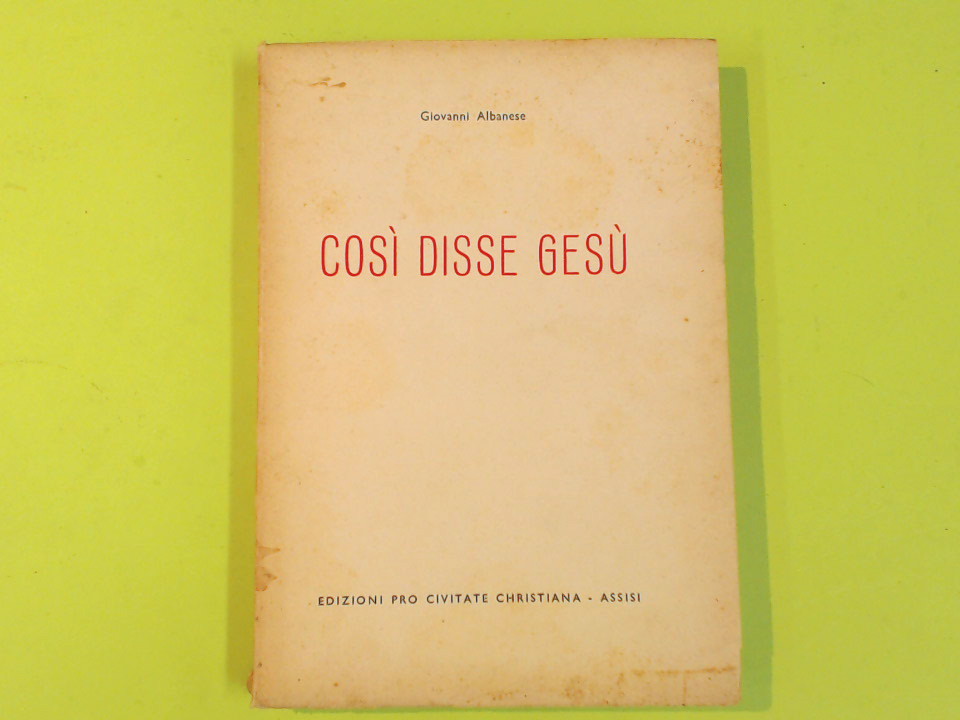 Giovanni Albanese
COSÌ DISSE GESÙ
EDIZIONI PRO CIVITATE CHRISTIANA - ASSISI